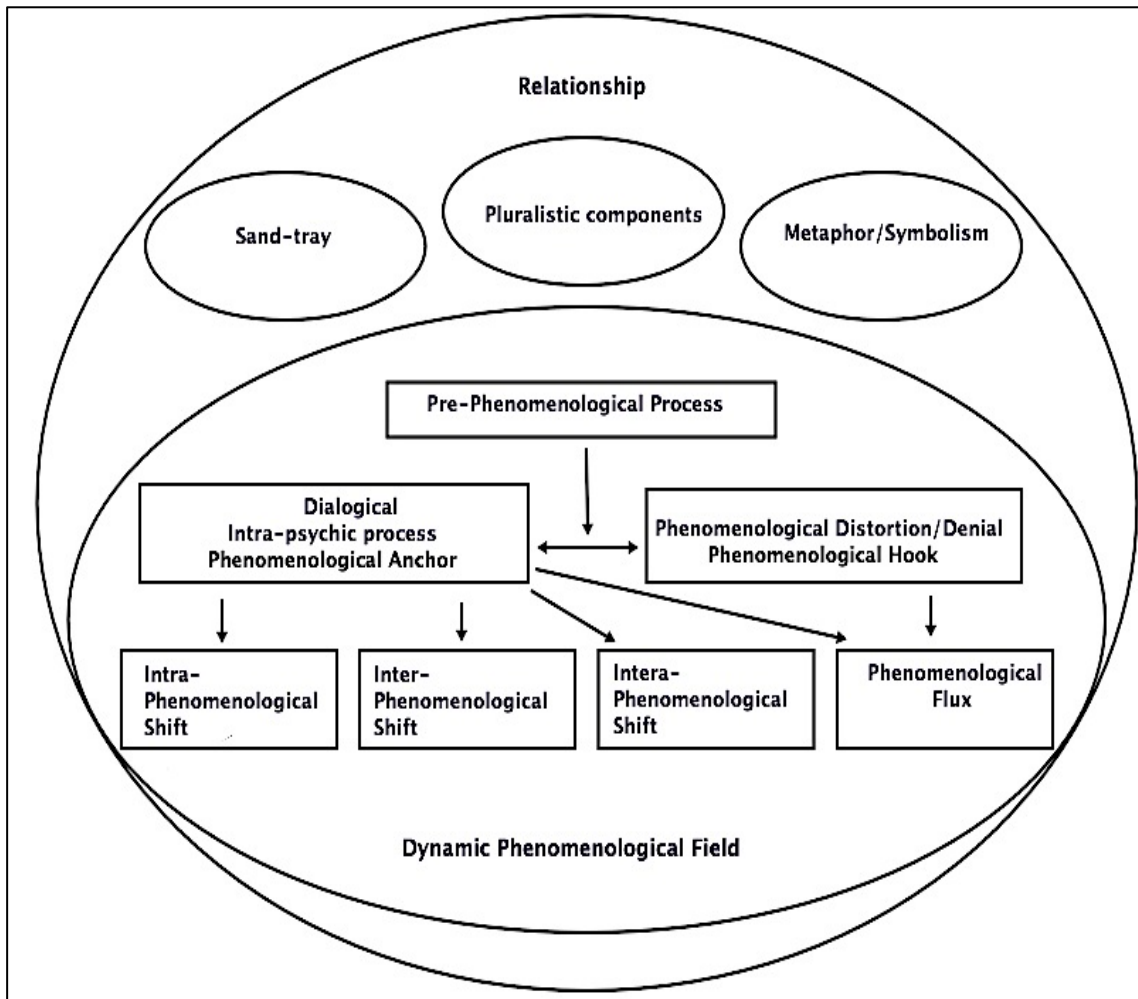 Relationship
Sand-tray
Pluralistic components
Metaphor/Symbolism
Pre-Phenomenological Process
Dialogical
Intra-psychic process
Phenomenological Anchor
Phenomenological Distortion/Denial
Phenomenological Hook
Intra-
Phenomenological
Shift
Inter-
Phenomenological
Shift
Intera-
Phenomenological
Shift
Phenomenological
Flux
Dynamic Phenomenological Field